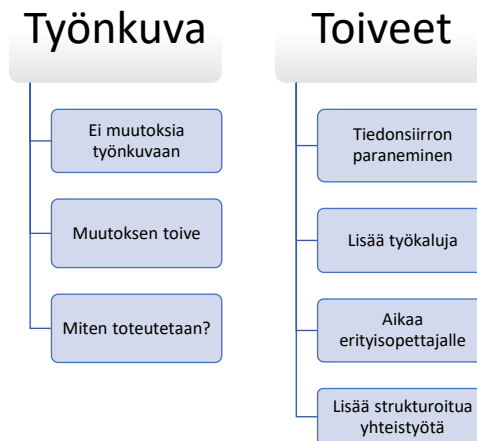 Työnkuva
Ei muutoksia
työnkuvaan
Muutoksen toive
Miten toteutetaan?
Toiveet
Tiedonsiirron
paraneminen
Lisää työkaluja
Aikaa
erityisopettajalle
Lisää strukturoitua
yhteistyötä